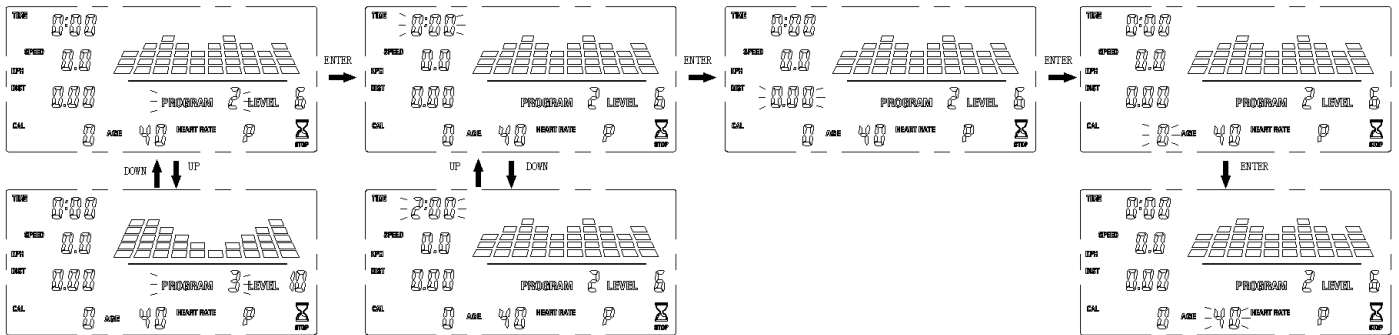 TIME 0:00
SPEED 0.0
KPH
DIST 0.00
PROGRAM 2 LEVEL 6
CAL 0 AGE 40 HEART RATE P
STOP
ENTER
TIME 0:00
SPEED 0.0
KPH
DIST 0.00
PROGRAM 2 LEVEL 6
CAL 0 AGE 40 HEART RATE P
STOP
ENTER
TIME 0:00
SPEED 0.0
KPH
DIST 0.00
PROGRAM 2 LEVEL 6
CAL 0 AGE 40 HEART RATE P
STOP
ENTER
TIME 0:00
SPEED 0.0
KPH
DIST 0.00
PROGRAM 2 LEVEL 6
CAL 0 AGE 40 HEART RATE P
STOP
DOWN UP
UP DOWN
ENTER
TIME 0:00
SPEED 0.0
KPH
DIST 0.00
PROGRAM 3 LEVEL 10
CAL 0 AGE 40 HEART RATE P
STOP
TIME 2:00
SPEED 0.0
KPH
DIST 0.00
PROGRAM 2 LEVEL 6
CAL 0 AGE 40 HEART RATE P
STOP
TIME 0:00
SPEED 0.0
KPH
DIST 0.00
PROGRAM 2 LEVEL 6
CAL 0 AGE 40 HEART RATE P
STOP